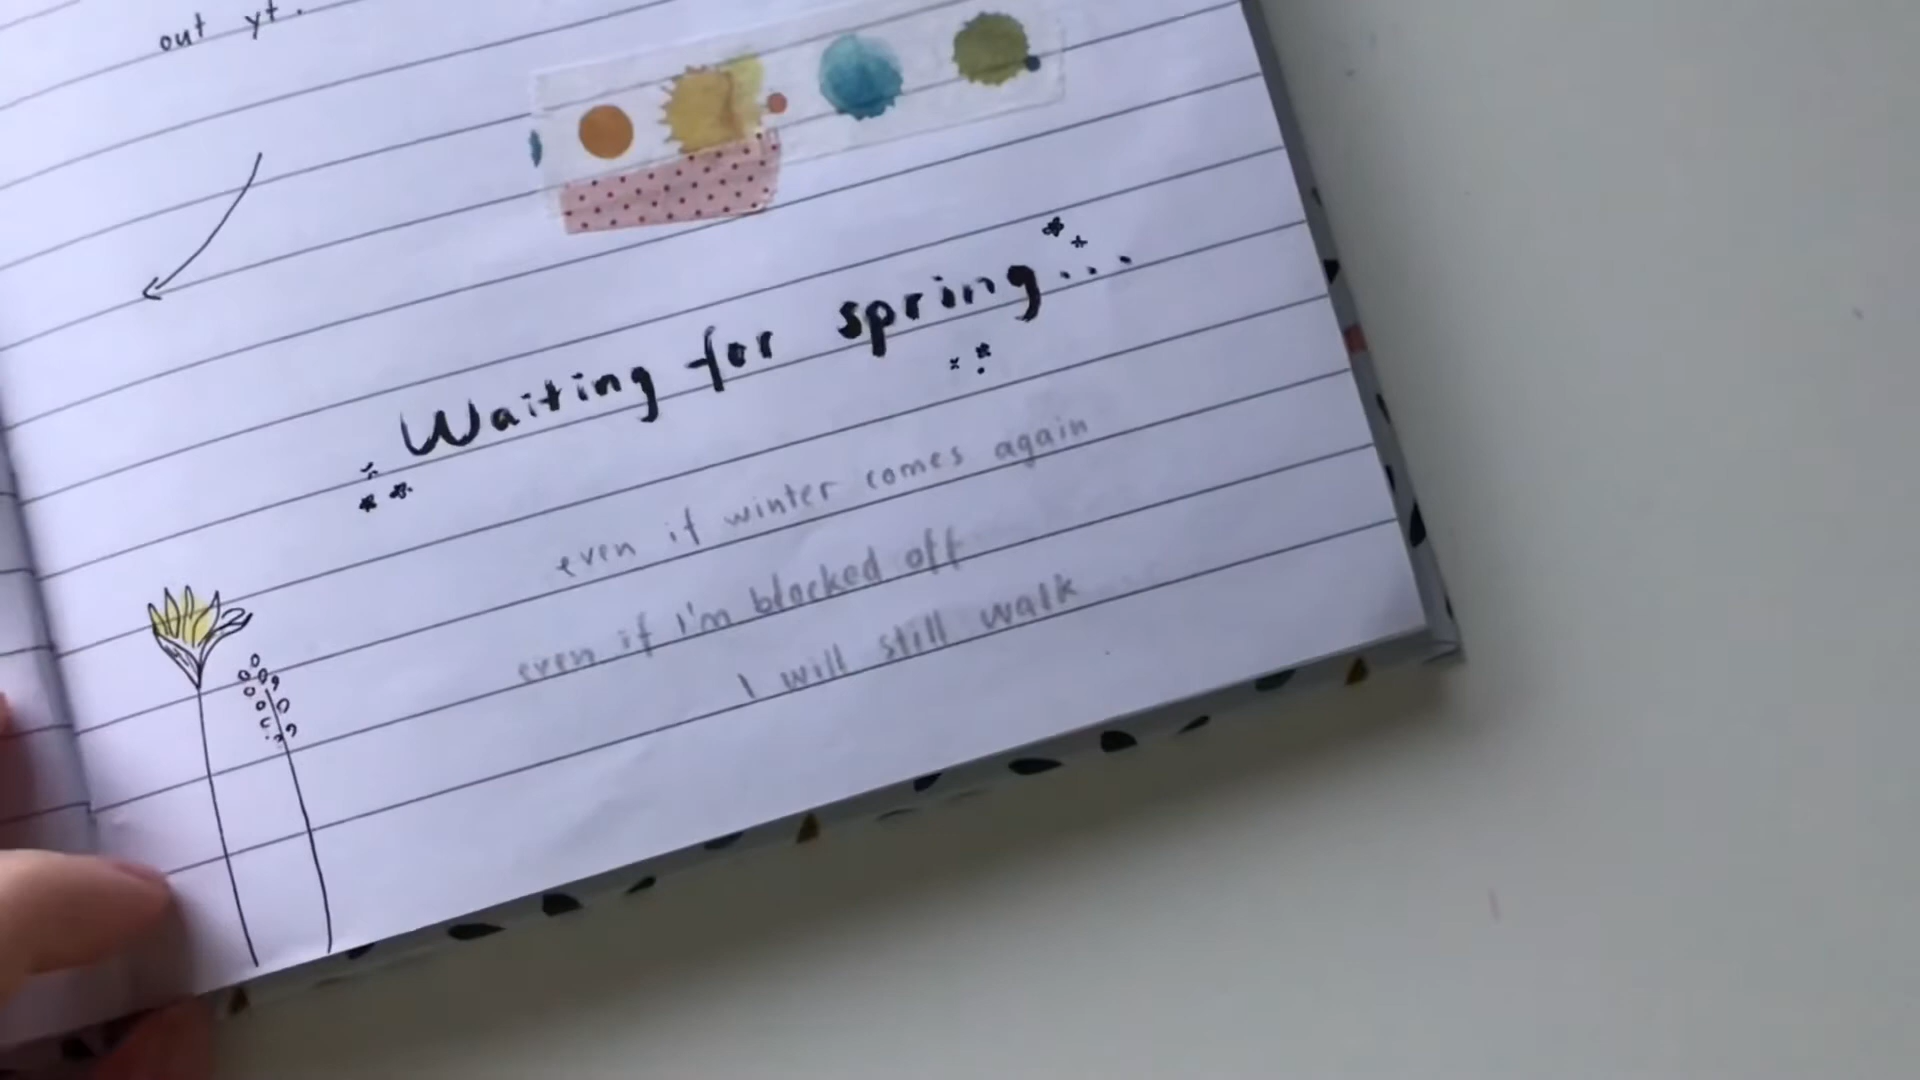 out yt.
Waiting for spring...
even if winter comes again
even if I'm blocked off
I will still walk